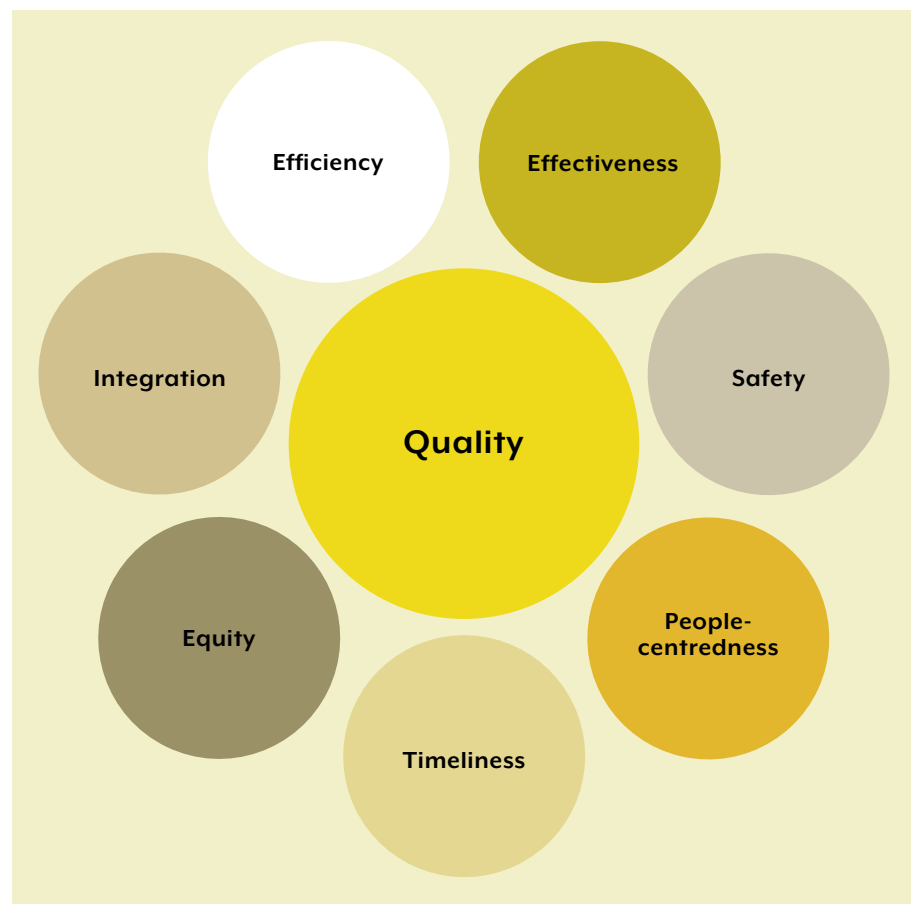 Efficiency
Effectiveness
Integration
Safety
Quality
Equity
People-
centredness
Timeliness